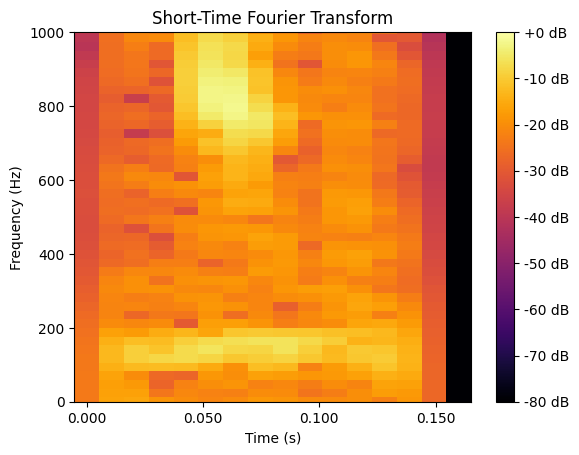 Short-Time Fourier Transform
1000
800
600
400
200
0
Frequency (Hz)
0.000
0.050
0.100
0.150
Time (s)
+0 dB
-10 dB
-20 dB
-30 dB
-40 dB
-50 dB
-60 dB
-70 dB
-80 dB